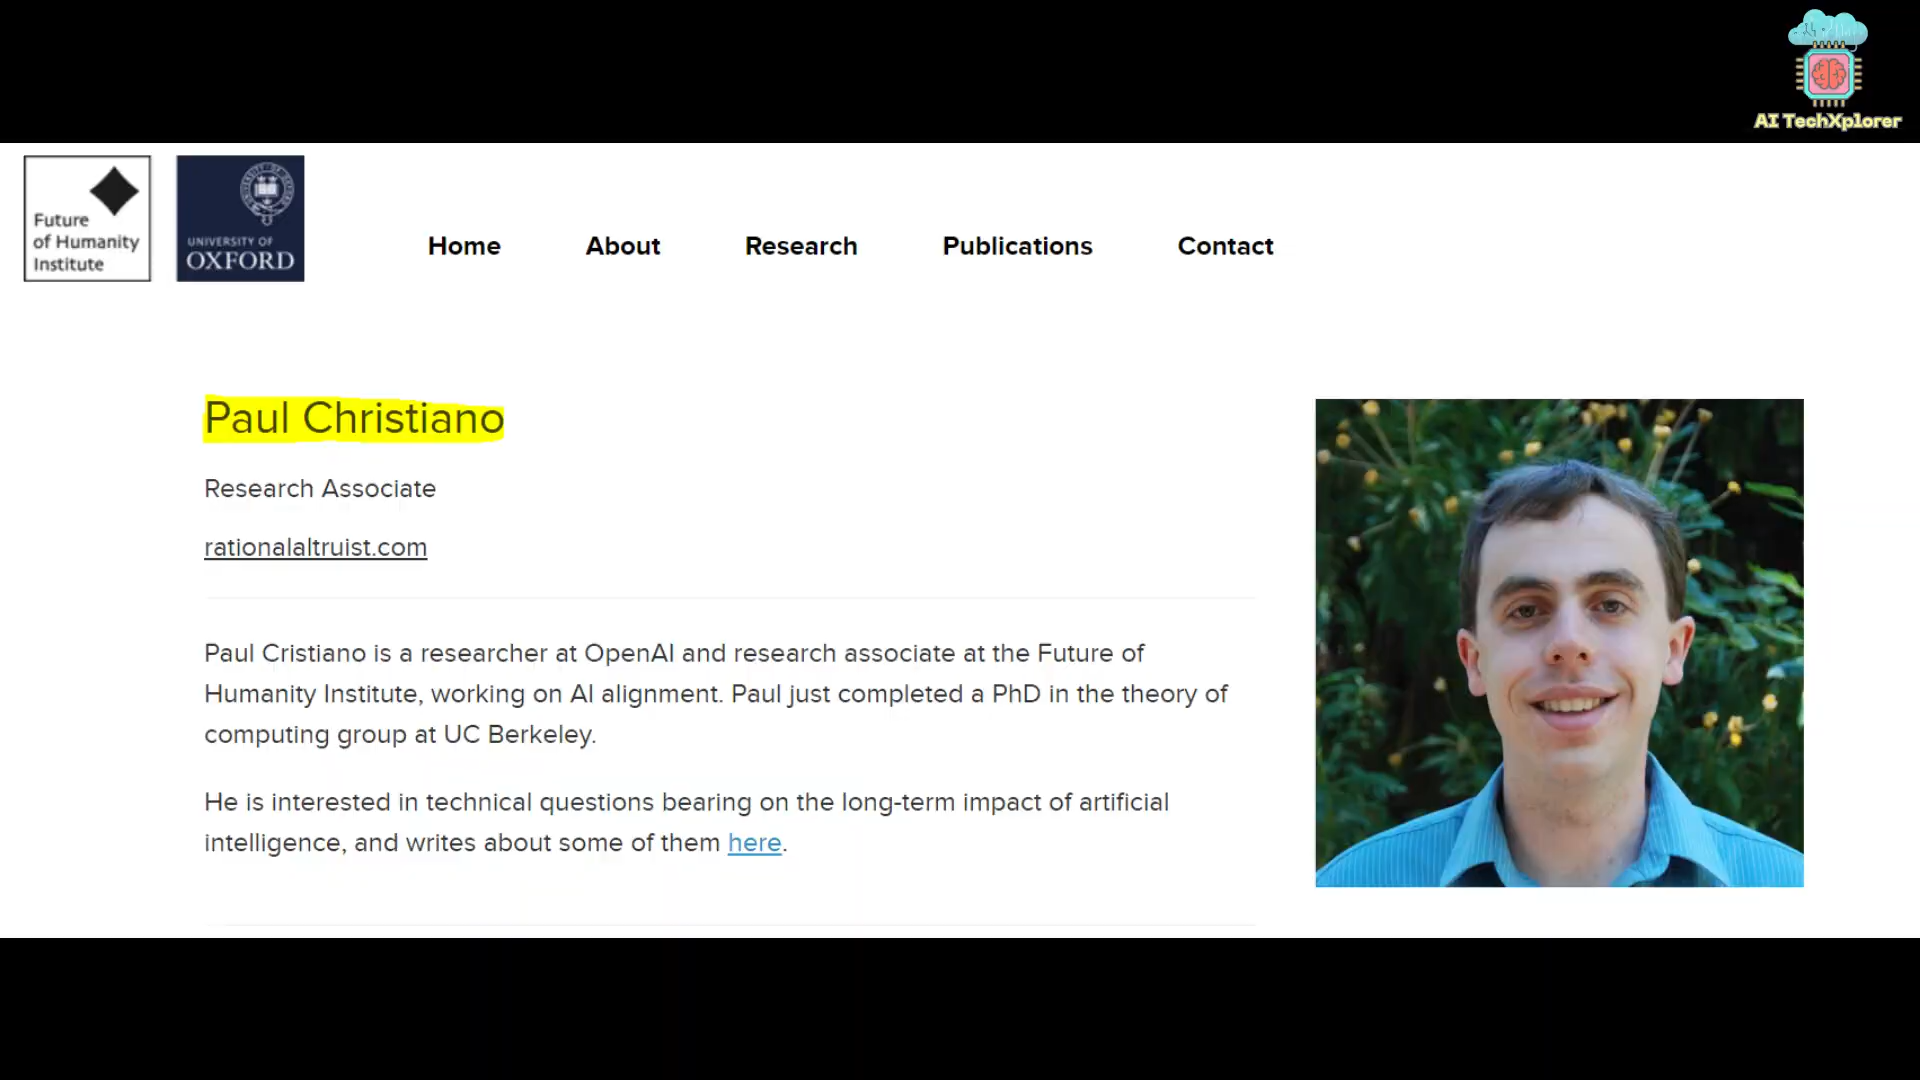 AI TechXplorer
Future
of Humanity
Institute
UNIVERSITY OF
OXFORD
Home About Research Publications Contact
Paul Christiano
Research Associate
rationalaltruist.com
Paul Cristiano is a researcher at OpenAI and research associate at the Future of
Humanity Institute, working on AI alignment. Paul just completed a PhD in the theory of
computing group at UC Berkeley.
He is interested in technical questions bearing on the long-term impact of artificial
intelligence, and writes about some of them here.